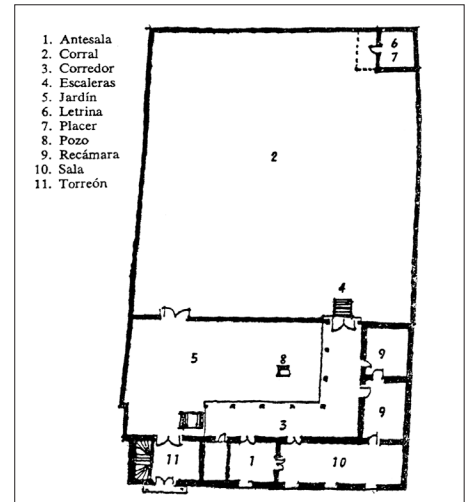 1. Antesala
2. Corral
3. Corredor
4. Escaleras
5. Jardín
6. Letrina
7. Placer
8. Pozo
9. Recámara
10. Sala
11. Torreón
6
7
2
4
5
8
9
3
9
11
1
10